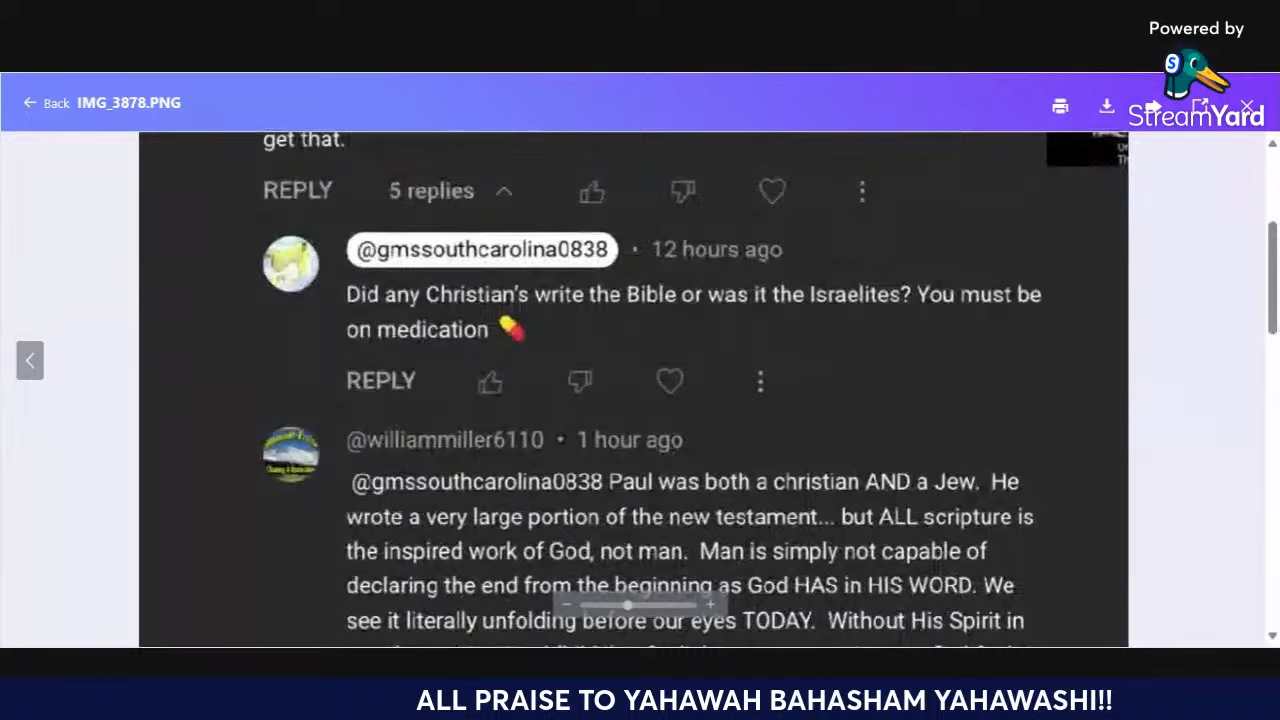 Powered by
StreamYard
Back IMG_3878.PNG
get that.
REPLY 5 replies
@gmssouthcarolina0838 • 12 hours ago
Did any Christian's write the Bible or was it the Israelites? You must be
on medication
REPLY
@williammiller6110 • 1 hour ago
@gmssouthcarolina0838 Paul was both a christian AND a Jew. He
wrote a very large portion of the new testament... but ALL scripture is
the inspired work of God, not man. Man is simply not capable of
declaring the end from the beginning as God HAS in HIS WORD. We
see it literally unfolding before our eyes TODAY. Without His Spirit in
ALL PRAISE TO YAHAWAH BAHASHAM YAHAWASHI!!